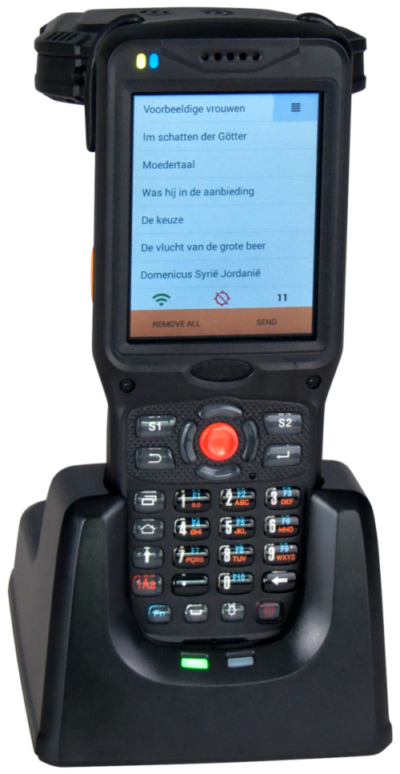 Voorbeeldige vrouwen
Im schatten der Götter
Moedertaal
Was hij in de aanbieding
De keuze
De vlucht van de grote beer
Domenicus Syrië Jordanië
11
REMOVE ALL SEND
S1 S2
2 ABC 3 DEF
4 GHI 5 JKL 6 MNO
7 PQRS 8 TUV 9 WXYZ
0 F10
Fn